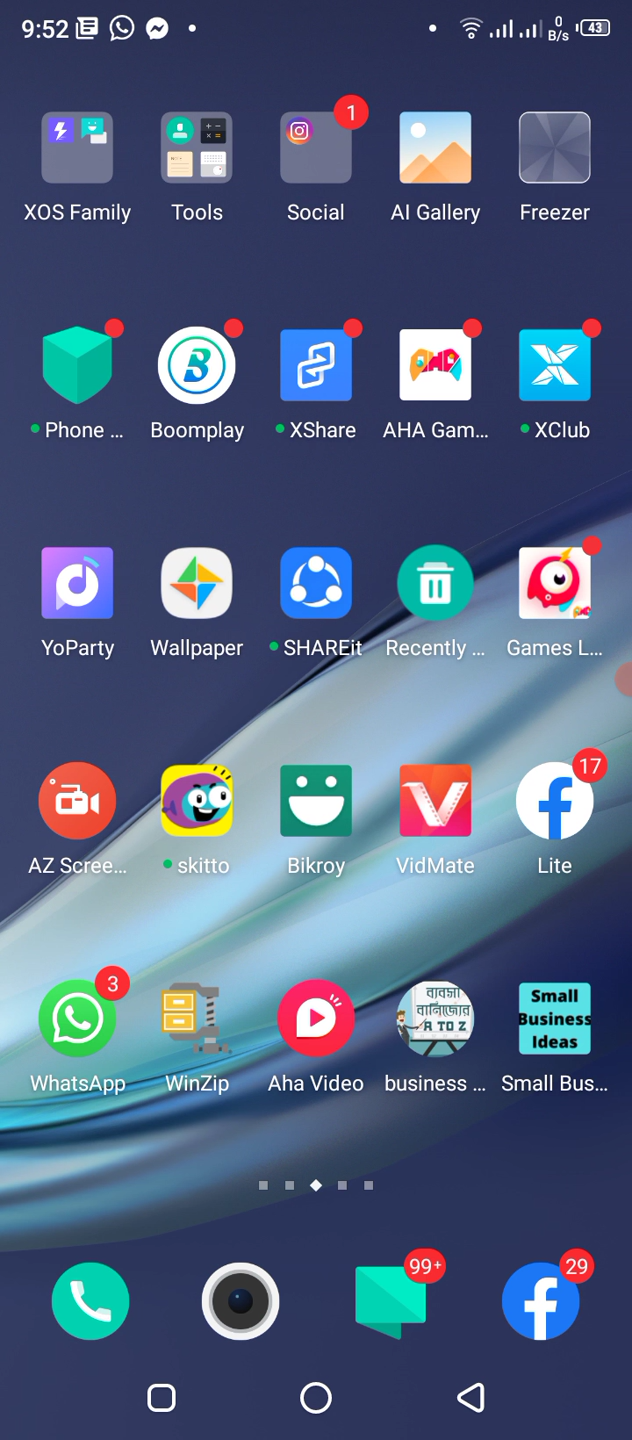 9:52
0
B/s
43
1
XOS Family
Tools
Social
AI Gallery
Freezer
Phone ...
Boomplay
XShare
AHA Gam...
XClub
YoParty
Wallpaper
SHAREit
Recently ...
Games L...
17
AZ Scree...
skitto
Bikroy
VidMate
Lite
3
ব্যবসা
বানিজ্যের
A TO Z
Small
Business
Ideas
WhatsApp
WinZip
Aha Video
business ...
Small Bus...
99+
29